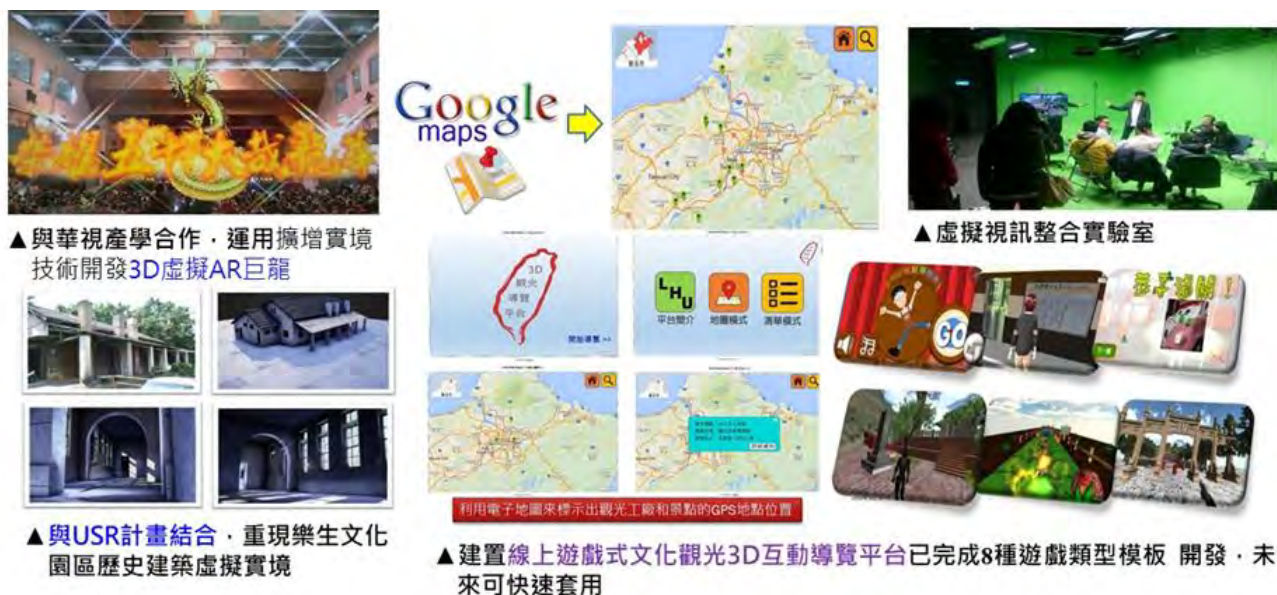 Google
maps
Taoyuan City
▲與華視產學合作，運用擴增實境
技術開發3D虛擬AR巨龍
▲虛擬視訊整合實驗室
3D
觀光
導覽
平台
開始導覽 >>
LHU
平台簡介
地圖模式
清單模式
GO
利用電子地圖來標示出觀光工廠和景點的GPS地點位置
▲與USR計畫結合，重現樂生文化
園區歷史建築虛擬實境
▲建置線上遊戲式文化觀光3D互動導覽平台已完成8種遊戲類型模板 開發，未
來可快速套用